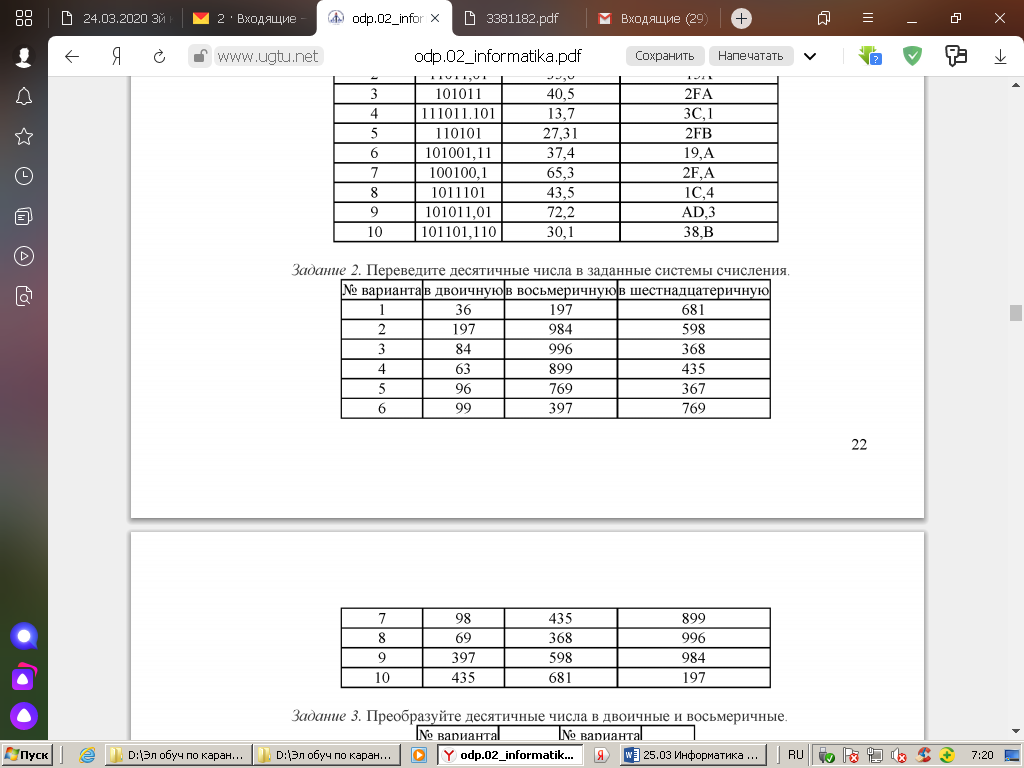 24.03.2020 3й
2 · Входящие –
odp.02_infor
3381182.pdf
Входящие (29)
www.ugtu.net
odp.02_informatika.pdf
Сохранить
Напечатать
3 101011 40,5 2FA
4 111011.101 13,7 3C,1
5 110101 27,31 2FB
6 101001,11 37,4 19,A
7 100100,1 65,3 2F,A
8 1011101 43,5 1C,4
9 101011,01 72,2 AD,3
10 101101,110 30,1 38,B
Задание 2. Переведите десятичные числа в заданные системы счисления.
№ варианта в двоичную в восьмеричную в шестнадцатеричную
1 36 197 681
2 197 984 598
3 84 996 368
4 63 899 435
5 96 769 367
6 99 397 769
22
7 98 435 899
8 69 368 996
9 397 598 984
10 435 681 197
Задание 3. Преобразуйте десятичные числа в двоичные и восьмеричные.
№ варианта № варианта
Пуск
D:\Эл обуч по каран...
D:\Эл обуч по каран...
odp.02_informatik...
25.03 Информатика ...
RU
7:20